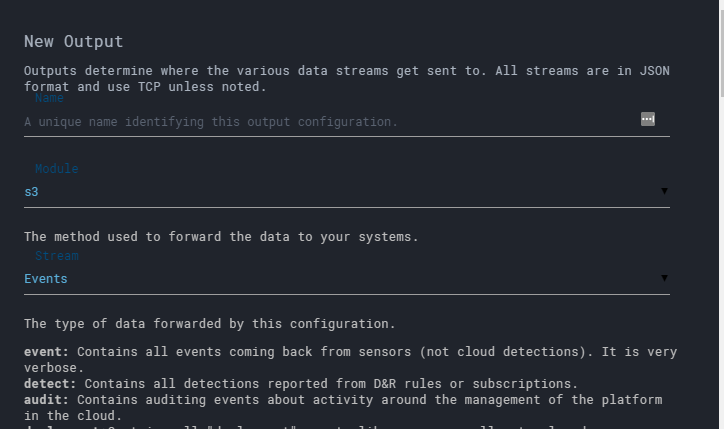 New Output
Outputs determine where the various data streams get sent to. All streams are in JSON
format and use TCP unless noted.
Name
A unique name identifying this output configuration.
Module
s3
The method used to forward the data to your systems.
Stream
Events
The type of data forwarded by this configuration.
event: Contains all events coming back from sensors (not cloud detections). It is very
verbose.
detect: Contains all detections reported from D&R rules or subscriptions.
audit: Contains auditing events about activity around the management of the platform
in the cloud.